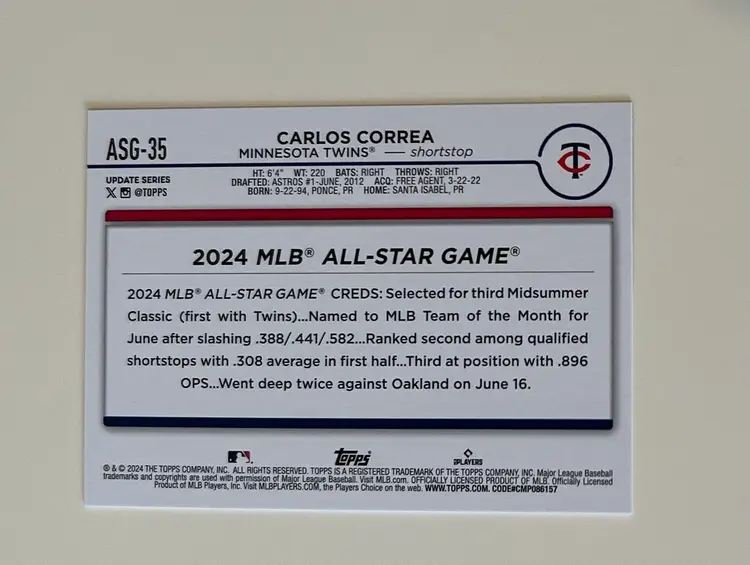 ASG-35
CARLOS CORREA
MINNESOTA TWINS® — shortstop
TC
UPDATE SERIES
X @TOPPS
HT: 6'4" WT: 220 BATS: RIGHT THROWS: RIGHT
DRAFTED: ASTROS #1-JUNE, 2012 ACQ: FREE AGENT, 3-22-22
BORN: 9-22-94, PONCE, PR HOME: SANTA ISABEL, PR
2024 MLB® ALL-STAR GAME®
2024 MLB® ALL-STAR GAME® CREDS: Selected for third Midsummer
Classic (first with Twins)...Named to MLB Team of the Month for
June after slashing .388/.441/.582...Ranked second among qualified
shortstops with .308 average in first half...Third at position with .896
OPS...Went deep twice against Oakland on June 16.
Topps
PLAYERS
® & © 2024 THE TOPPS COMPANY, INC. ALL RIGHTS RESERVED. TOPPS IS A REGISTERED TRADEMARK OF THE TOPPS COMPANY, INC. Major League Baseball
trademarks and copyrights are used with permission of Major League Baseball. Visit MLB.com. OFFICIALLY LICENSED PRODUCT OF MLB. Officially Licensed
Product of MLB Players, Inc. Visit MLBPLAYERS.COM, the Players Choice on the web. WWW.TOPPS.COM. CODE#CMP086157